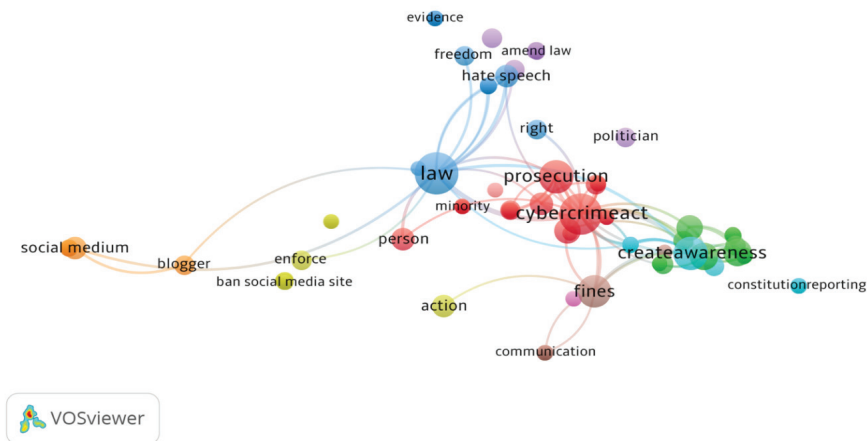 evidence
amend law
freedom
hate speech
right
politician
law
prosecution
minority
cybercrimeact
person
social medium
blogger
enforce
createawareness
ban social media site
constitutionreporting
action
fines
communication
VOSviewer